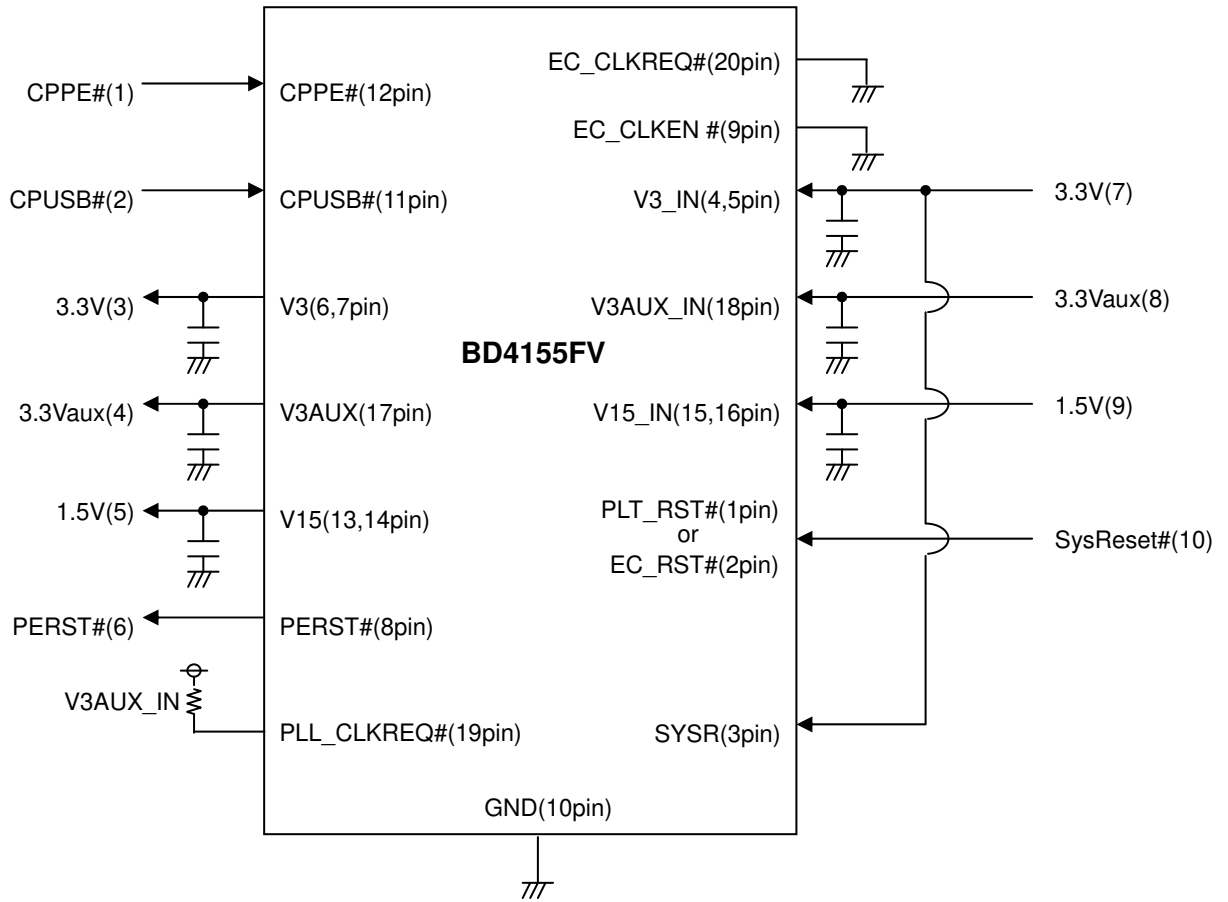 CPPE#(1)
CPPE#(12pin)
EC_CLKREQ#(20pin)
EC_CLKEN #(9pin)
CPUSB#(2)
CPUSB#(11pin)
V3_IN(4,5pin)
3.3V(7)
3.3V(3)
V3(6,7pin)
V3AUX_IN(18pin)
3.3Vaux(8)
BD4155FV
3.3Vaux(4)
V3AUX(17pin)
V15_IN(15,16pin)
1.5V(9)
1.5V(5)
V15(13,14pin)
PLT_RST#(1pin)
or
EC_RST#(2pin)
SysReset#(10)
PERST#(6)
PERST#(8pin)
V3AUX_IN
PLL_CLKREQ#(19pin)
SYSR(3pin)
GND(10pin)